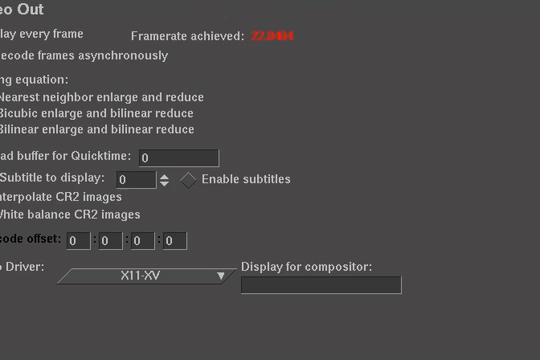 eo Out
lay every frame Framerate achieved:
ecode frames asynchronously
ng equation:
Nearest neighbor enlarge and reduce
Bicubic enlarge and bilinear reduce
Bilinear enlarge and bilinear reduce
ad buffer for Quicktime: 0
Subtitle to display: 0 Enable subtitles
nterpolate CR2 images
White balance CR2 images
code offset: 0 : 0 : 0 : 0
o Driver: X11-XV Display for compositor: